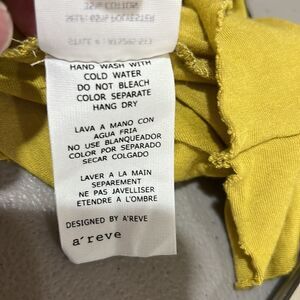 HAND WASH WITH
COLD WATER
DO NOT BLEACH
COLOR SEPARATE
HANG DRY
LAVA A MANO CON
AGUA FRIA
NO USE BLANQUEADOR
COLOR POR SEPARADO
SECAR COLGADO
LAVER A LA MAIN
SEPAREMENT
NE PAS JAVELLISER
ETENDRE A L'OMBRE
DESIGNED BY A'REVE
a'reve